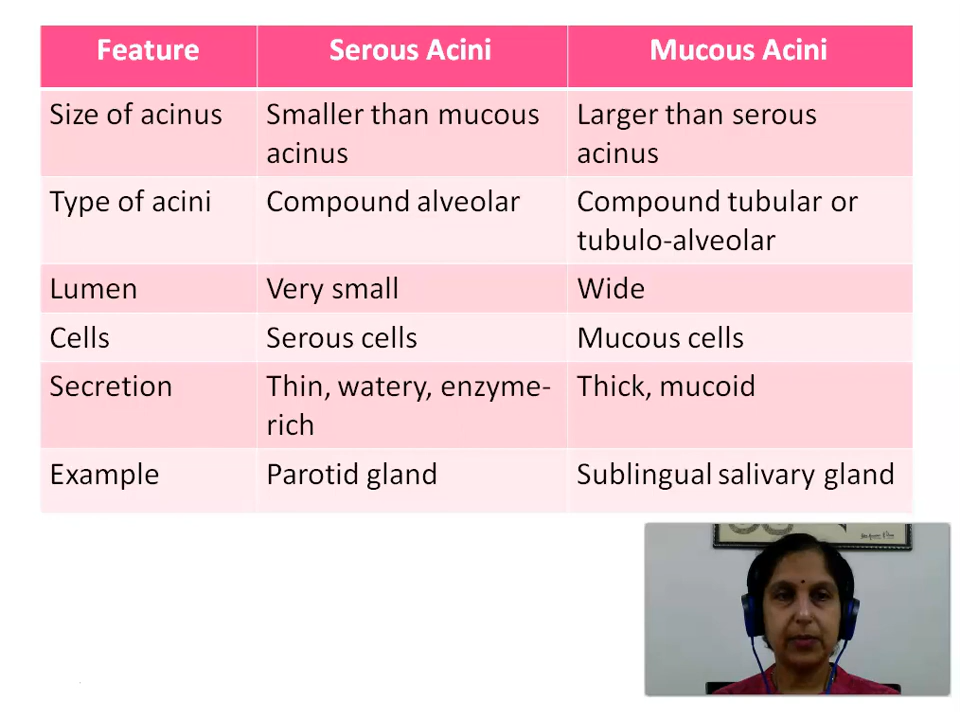 Feature Serous Acini Mucous Acini
Size of acinus Smaller than mucous acinus Larger than serous acinus
Type of acini Compound alveolar Compound tubular or tubulo-alveolar
Lumen Very small Wide
Cells Serous cells Mucous cells
Secretion Thin, watery, enzyme-rich Thick, mucoid
Example Parotid gland Sublingual salivary gland